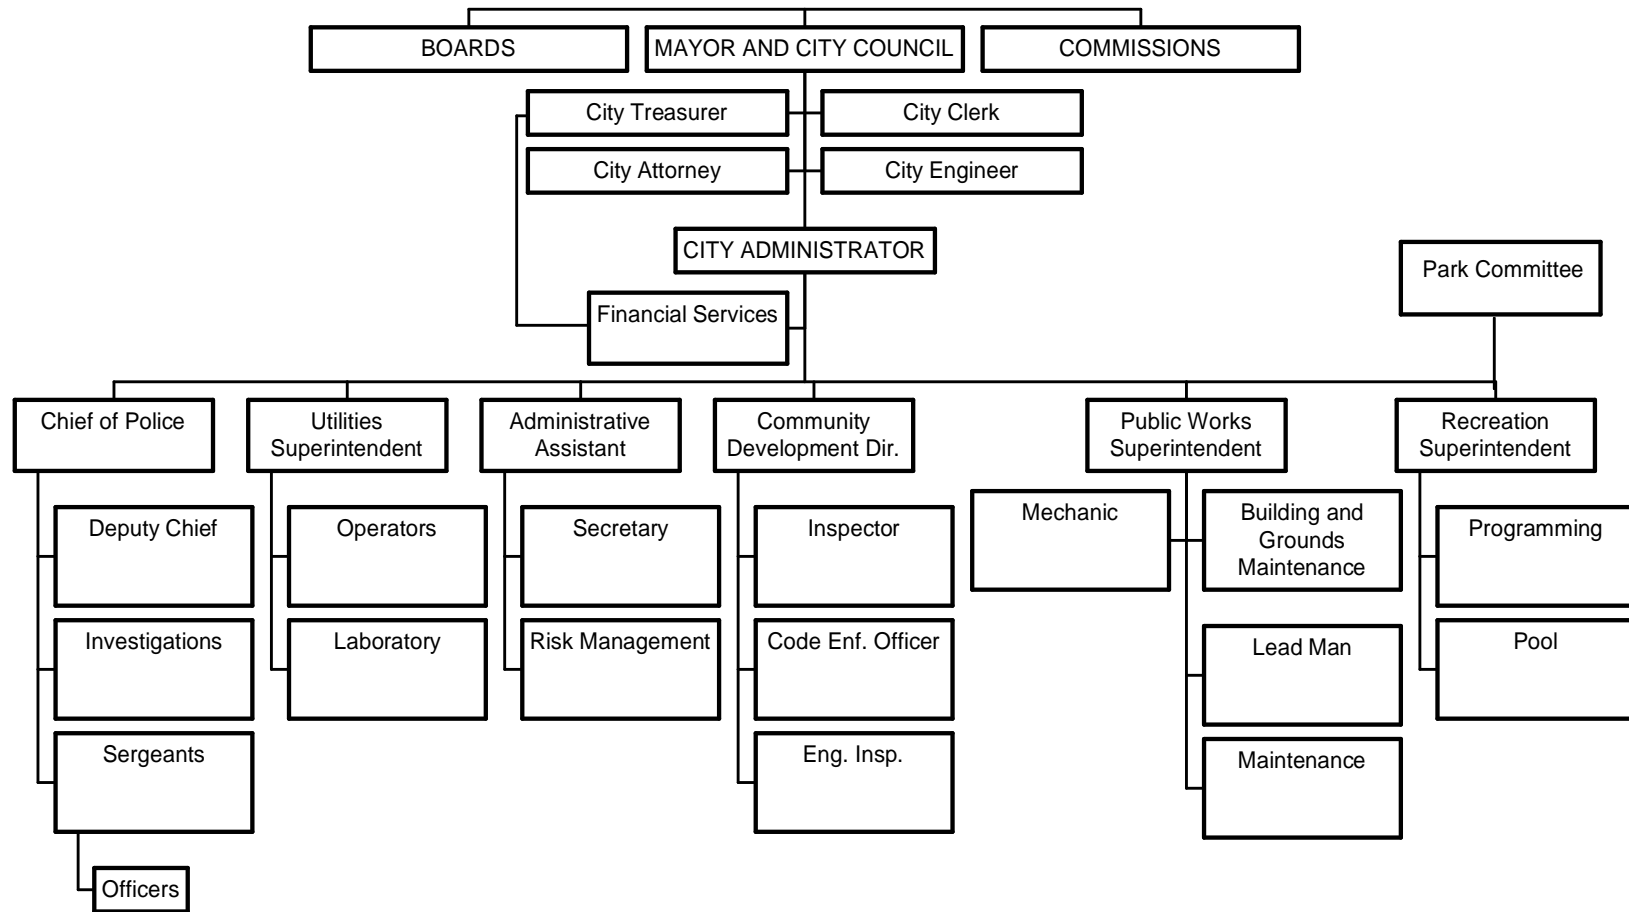 BOARDS
MAYOR AND CITY COUNCIL
COMMISSIONS
City Treasurer
City Clerk
City Attorney
City Engineer
CITY ADMINISTRATOR
Park Committee
Financial Services
Chief of Police
Utilities
Superintendent
Administrative
Assistant
Community
Development Dir.
Public Works
Superintendent
Recreation
Superintendent
Deputy Chief
Operators
Secretary
Inspector
Mechanic
Building and
Grounds
Maintenance
Programming
Investigations
Laboratory
Risk Management
Code Enf. Officer
Lead Man
Pool
Sergeants
Eng. Insp.
Maintenance
Officers